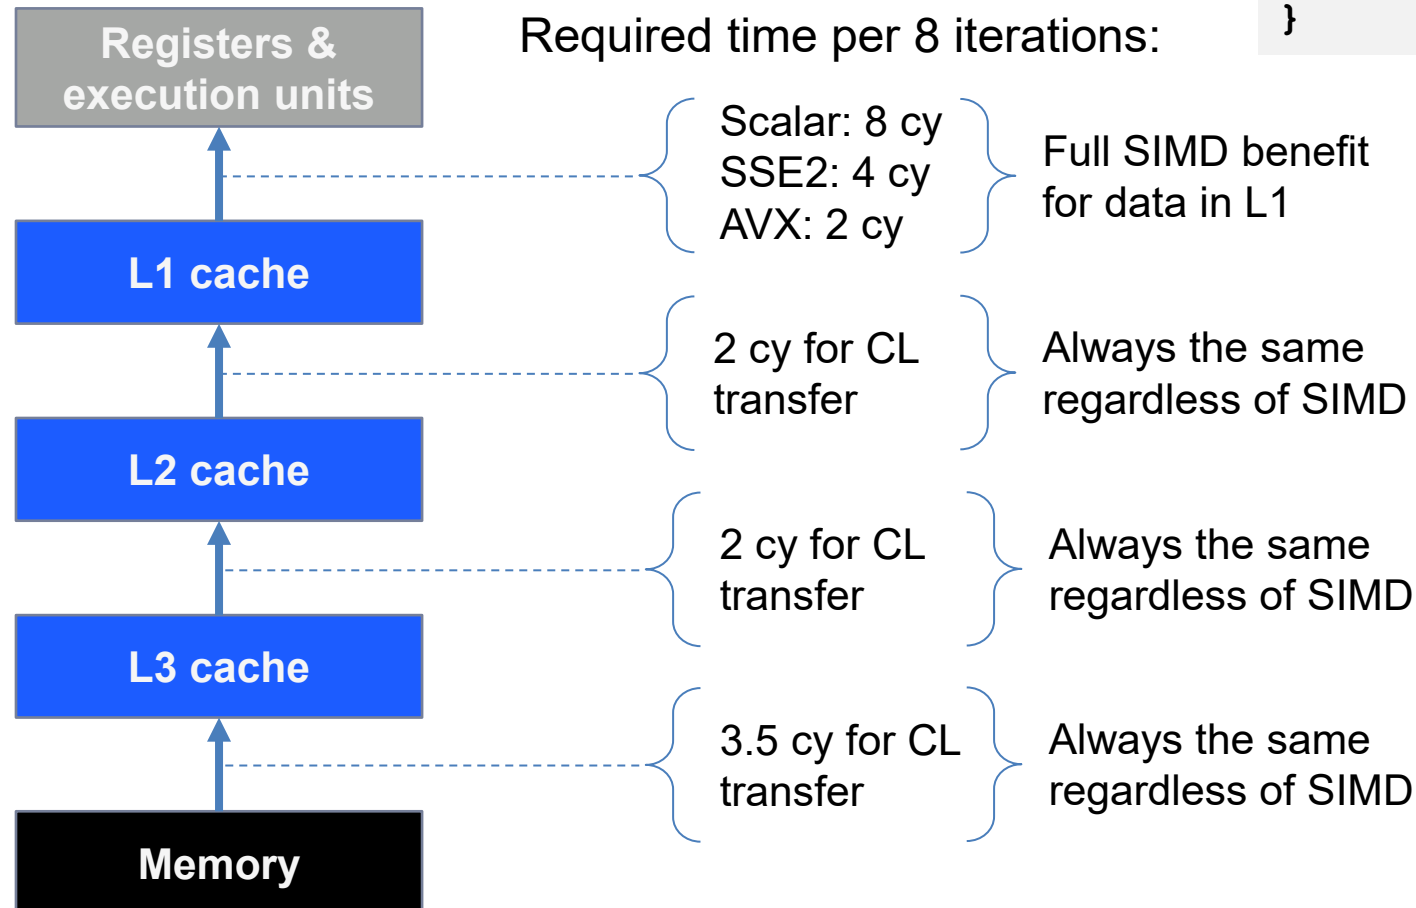 Required time per 8 iterations:
}
Registers &
execution units
Scalar: 8 cy
SSE2: 4 cy
AVX: 2 cy
Full SIMD benefit
for data in L1
L1 cache
2 cy for CL
transfer
Always the same
regardless of SIMD
L2 cache
2 cy for CL
transfer
Always the same
regardless of SIMD
L3 cache
3.5 cy for CL
transfer
Always the same
regardless of SIMD
Memory